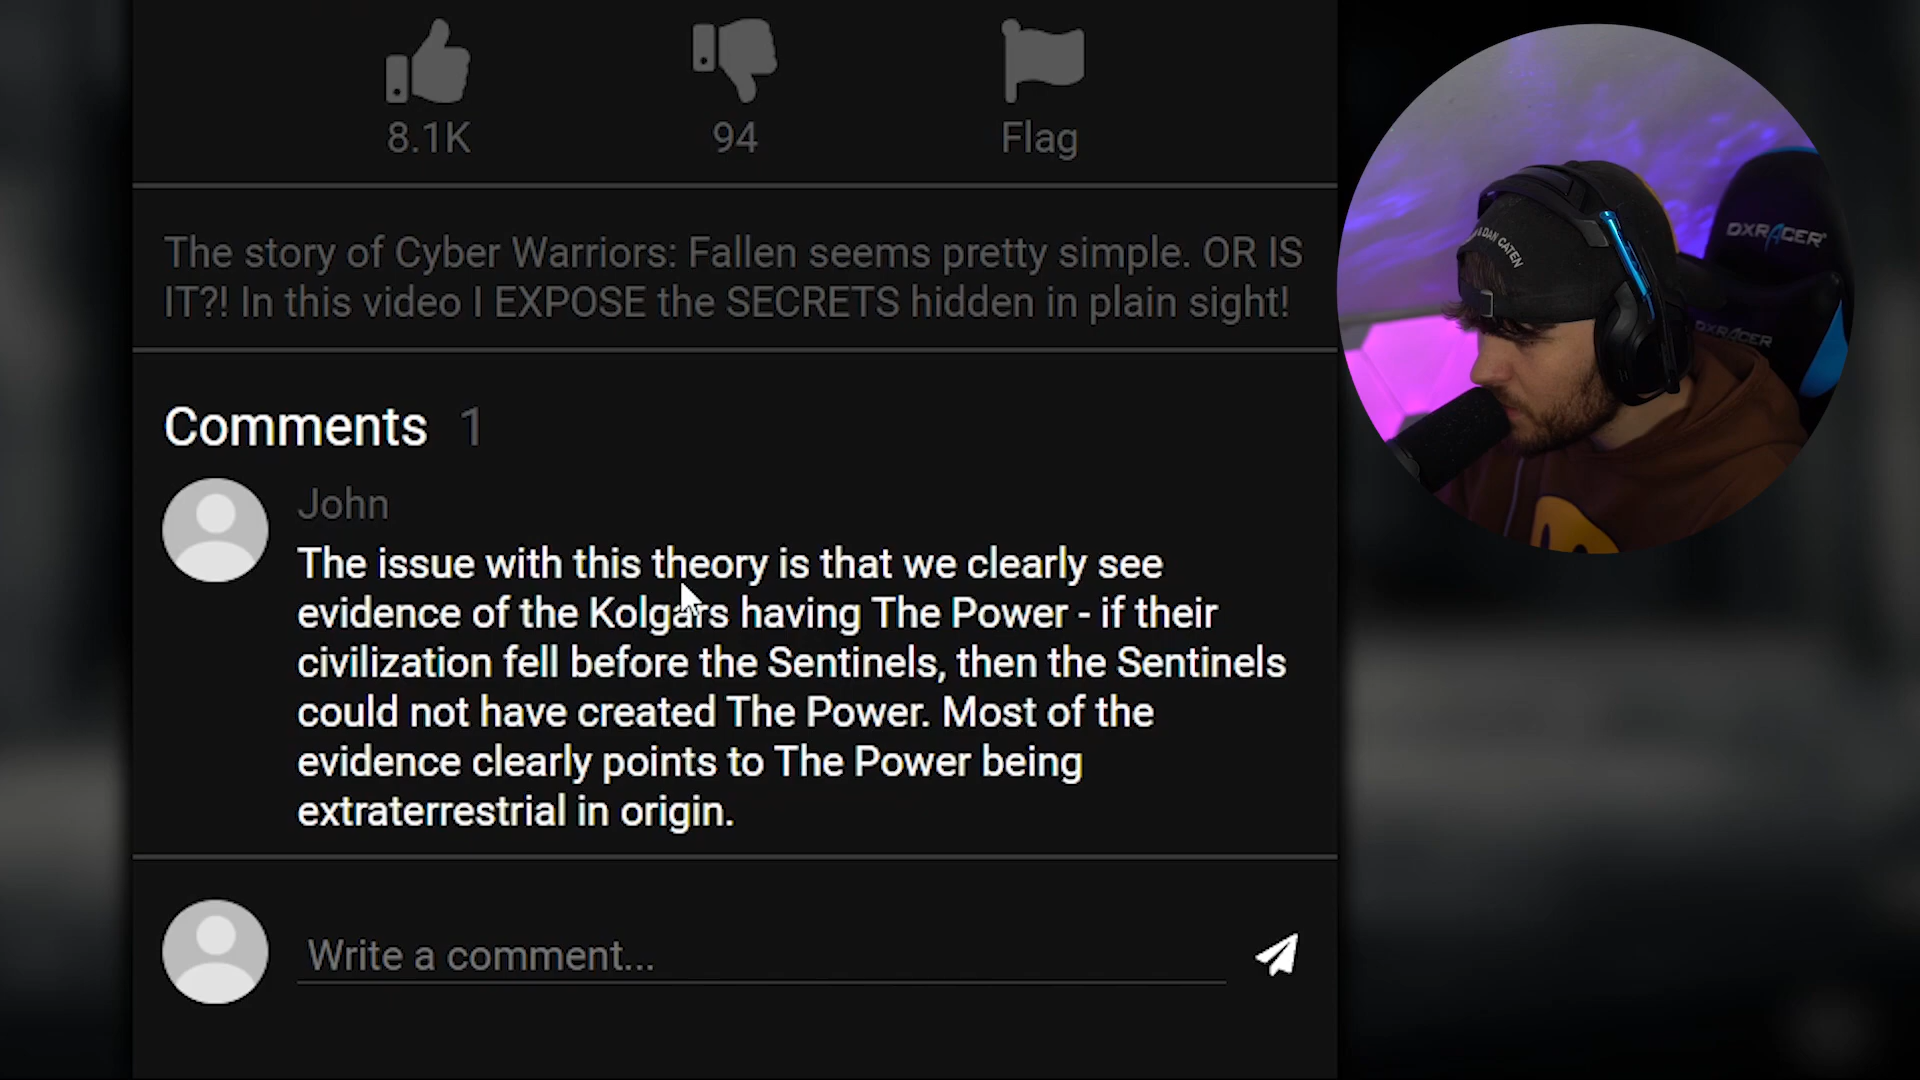 8.1K
94
Flag
The story of Cyber Warriors: Fallen seems pretty simple. OR IS
IT?! In this video I EXPOSE the SECRETS hidden in plain sight!
Comments 1
John
The issue with this theory is that we clearly see
evidence of the Kolgars having The Power - if their
civilization fell before the Sentinels, then the Sentinels
could not have created The Power. Most of the
evidence clearly points to The Power being
extraterrestrial in origin.
Write a comment...
& DAN CATEN
DXRACER
DXRACER